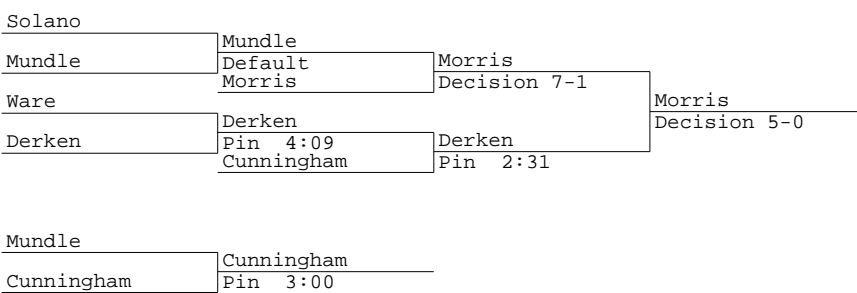 Solano
Mundle
Mundle
Default
Morris
Morris
Decision 7-1
Ware
Derken
Derken
Pin 4:09
Cunningham
Derken
Pin 2:31
Morris
Decision 5-0
Mundle
Cunningham
Cunningham
Pin 3:00